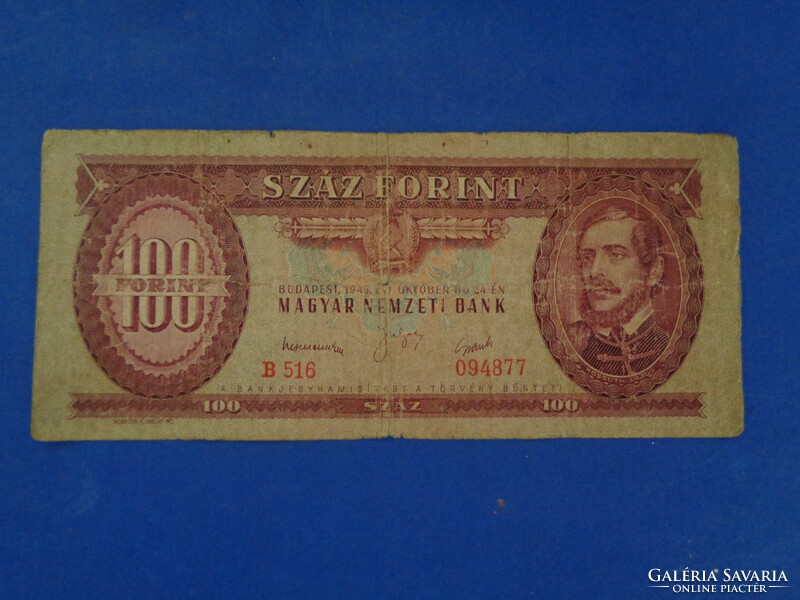 SZÁZ FORINT
100
FORINT
BUDAPEST, 1949. ÉVI OKTÓBER HÓ 24-ÉN
MAGYAR NEMZETI BANK
B 516 094877
A BANKJEGYHAMISÍTÁST A TÖRVÉNY BÜNTETI
100 SZÁZ 100
GALÉRIA SAVARIA
ONLINE PIACTÉR